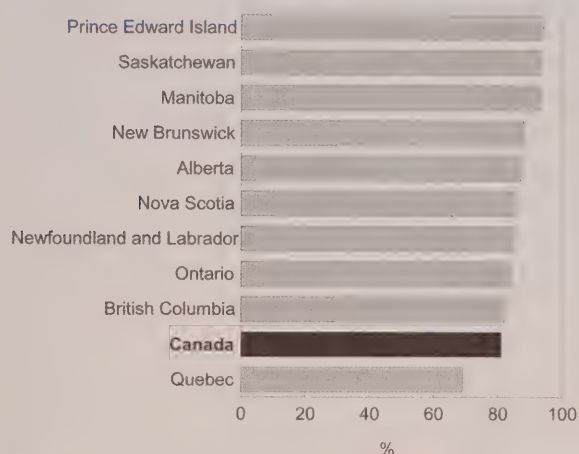 Prince Edward Island
Saskatchewan
Manitoba
New Brunswick
Alberta
Nova Scotia
Newfoundland and Labrador
Ontario
British Columbia
Canada
Quebec
0 20 40 60 80 100
%